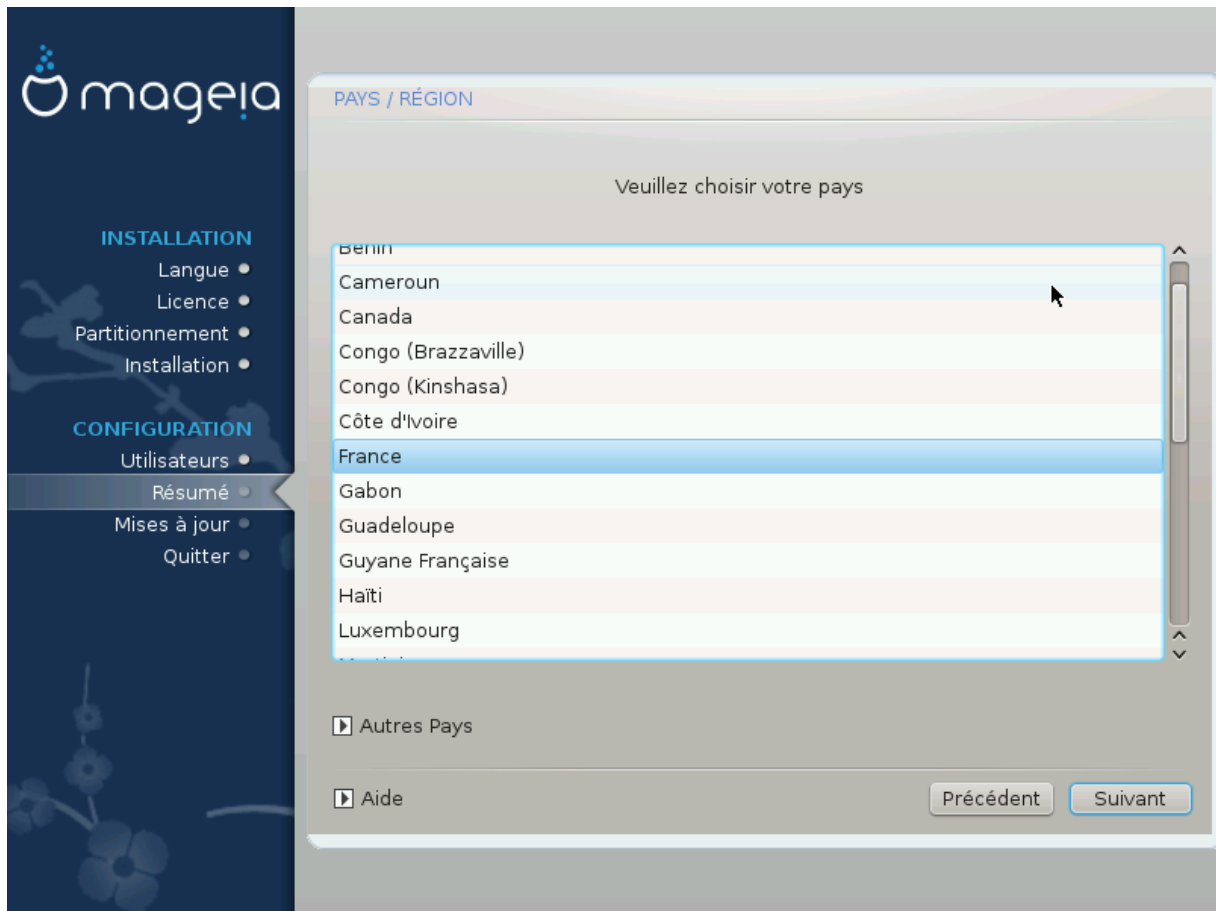 mageia
INSTALLATION
Langue
Licence
Partitionnement
Installation
CONFIGURATION
Utilisateurs
Résumé
Mises à jour
Quitter
PAYS / RÉGION
Veuillez choisir votre pays
Bénin
Cameroun
Canada
Congo (Brazzaville)
Congo (Kinshasa)
Côte d'Ivoire
France
Gabon
Guadeloupe
Guyane Française
Haïti
Luxembourg
Autres Pays
Aide
Précédent
Suivant